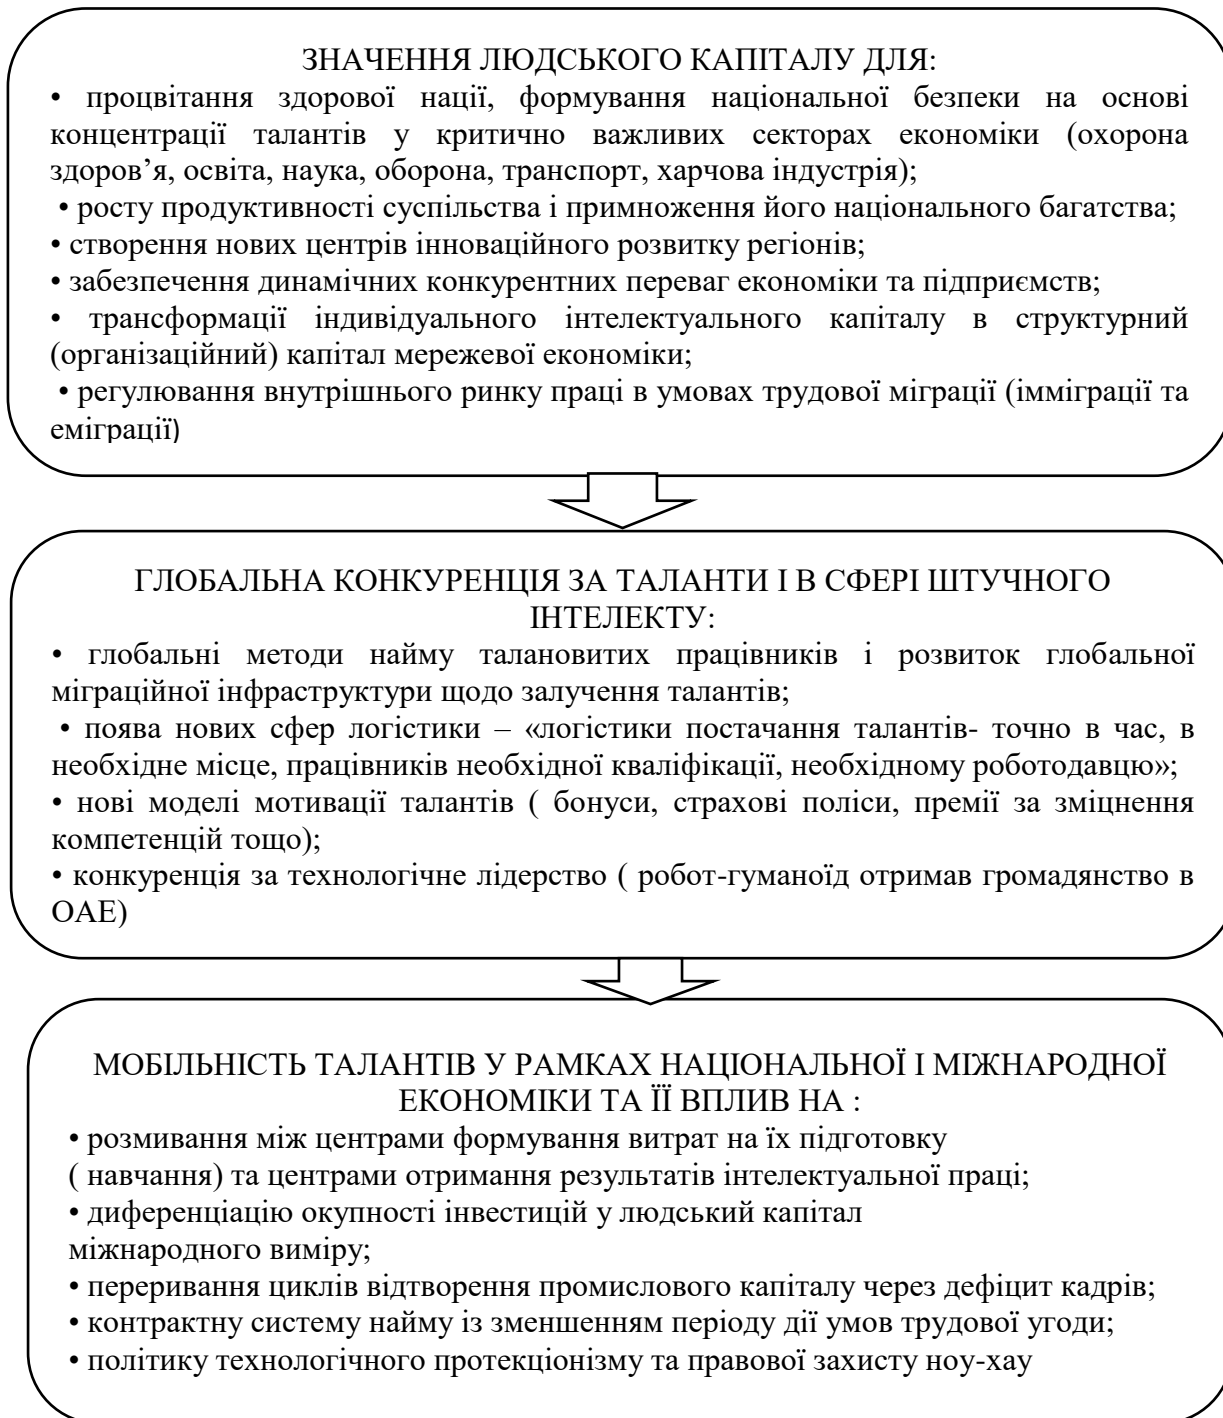 ЗНАЧЕННЯ ЛЮДСЬКОГО КАПІТАЛУ ДЛЯ:
• процвітання здорової нації, формування національної безпеки на основі
концентрації талантів у критично важливих секторах економіки (охорона
здоров’я, освіта, наука, оборона, транспорт, харчова індустрія);
• росту продуктивності суспільства і примноження його національного багатства;
• створення нових центрів інноваційного розвитку регіонів;
• забезпечення динамічних конкурентних переваг економіки та підприємств;
• трансформації індивідуального інтелектуального капіталу в структурний
(організаційний) капітал мережевої економіки;
• регулювання внутрішнього ринку праці в умовах трудової міграції (імміграції та
еміграції)
ГЛОБАЛЬНА КОНКУРЕНЦІЯ ЗА ТАЛАНТИ І В СФЕРІ ШТУЧНОГО
ІНТЕЛЕКТУ:
• глобальні методи найму талановитих працівників і розвиток глобальної
міграційної інфраструктури щодо залучення талантів;
• поява нових сфер логістики – «логістики постачання талантів- точно в час, в
необхідне місце, працівників необхідної кваліфікації, необхідному роботодавцю»;
• нові моделі мотивації талантів ( бонуси, страхові поліси, премії за зміцнення
компетенцій тощо);
• конкуренція за технологічне лідерство ( робот-гуманоїд отримав громадянство в
ОАЕ)
МОБІЛЬНІСТЬ ТАЛАНТІВ У РАМКАХ НАЦІОНАЛЬНОЇ І МІЖНАРОДНОЇ
ЕКОНОМІКИ ТА ЇЇ ВПЛИВ НА :
• розмивання між центрами формування витрат на їх підготовку
( навчання) та центрами отримання результатів інтелектуальної праці;
• диференціацію окупності інвестицій у людський капітал
міжнародного виміру;
• переривання циклів відтворення промислового капіталу через дефіцит кадрів;
• контрактну систему найму із зменшенням періоду дії умов трудової угоди;
• політику технологічного протекціонізму та правової захисту ноу-хау